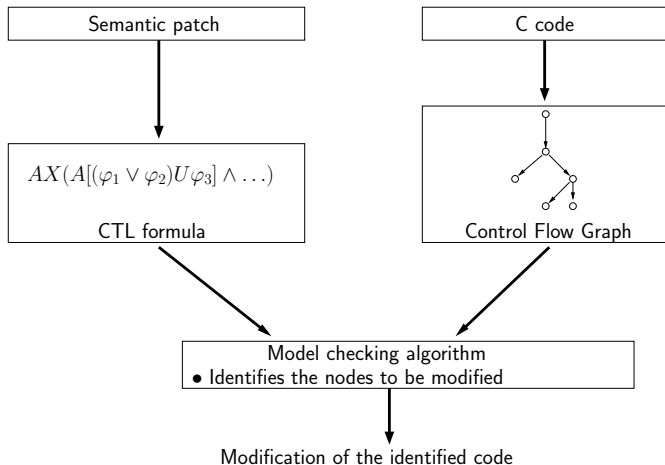 Semantic patch
C code
AX(A[(φ₁ ∨ φ₂)Uφ₃] ∧ …)
CTL formula
Control Flow Graph
Model checking algorithm
● Identifies the nodes to be modified
Modification of the identified code